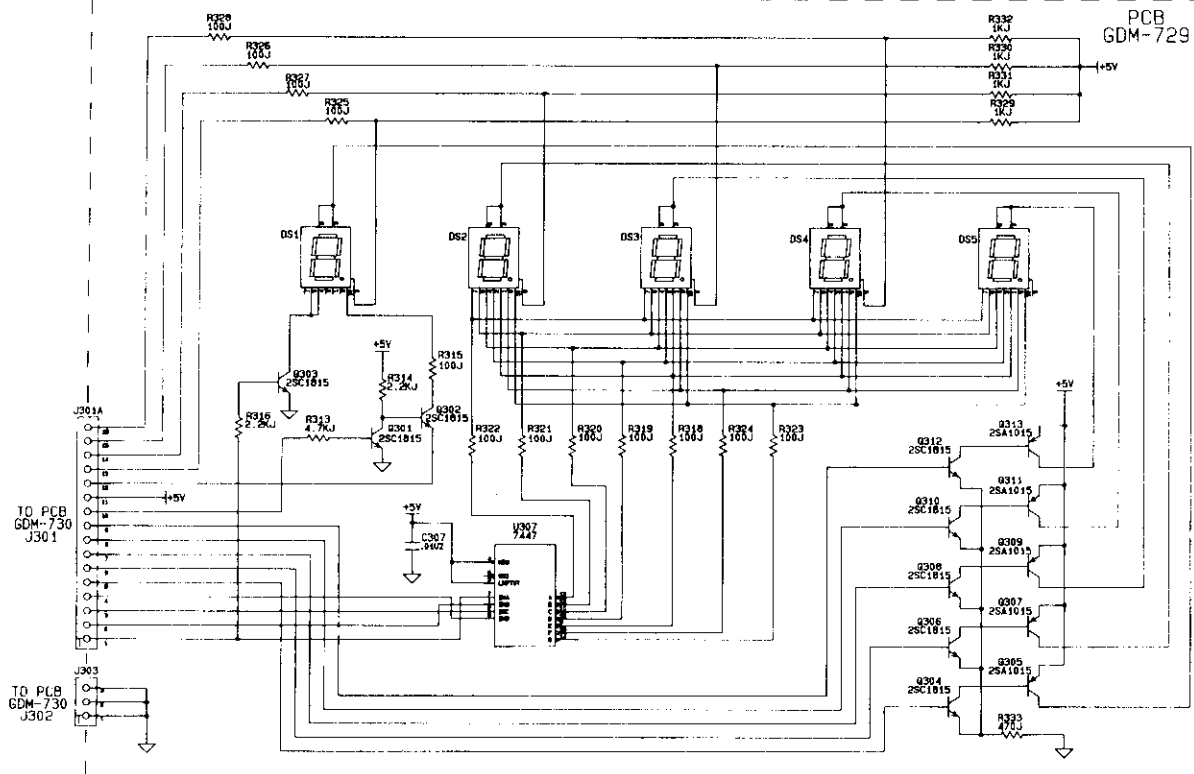 PCB
GDM-729
R328
100J
R326
100J
R327
100J
R325
100J
R332
1KJ
R330
1KJ
R331
1KJ
R329
1KJ
+5V
DS1
DS2
DS3
DS4
DS5
+5V
R314
2.2KJ
R315
100J
Q303
2SC1815
R316
2.2KJ
R313
4.7KJ
Q301
2SC1815
Q302
2SC1815
R322
100J
R321
100J
R320
100J
R319
100J
R318
100J
R324
100J
R323
100J
+5V
Q313
2SA1015
Q312
2SC1815
Q311
2SA1015
Q310
2SC1815
Q309
2SA1015
Q308
2SC1815
Q307
2SA1015
Q306
2SC1815
Q305
2SA1015
Q304
2SC1815
R333
470J
J301A
+5V
TO PCB
GDM-730
J301
+5V
C307
U307
7447
J303
TO PCB
GDM-730
J302